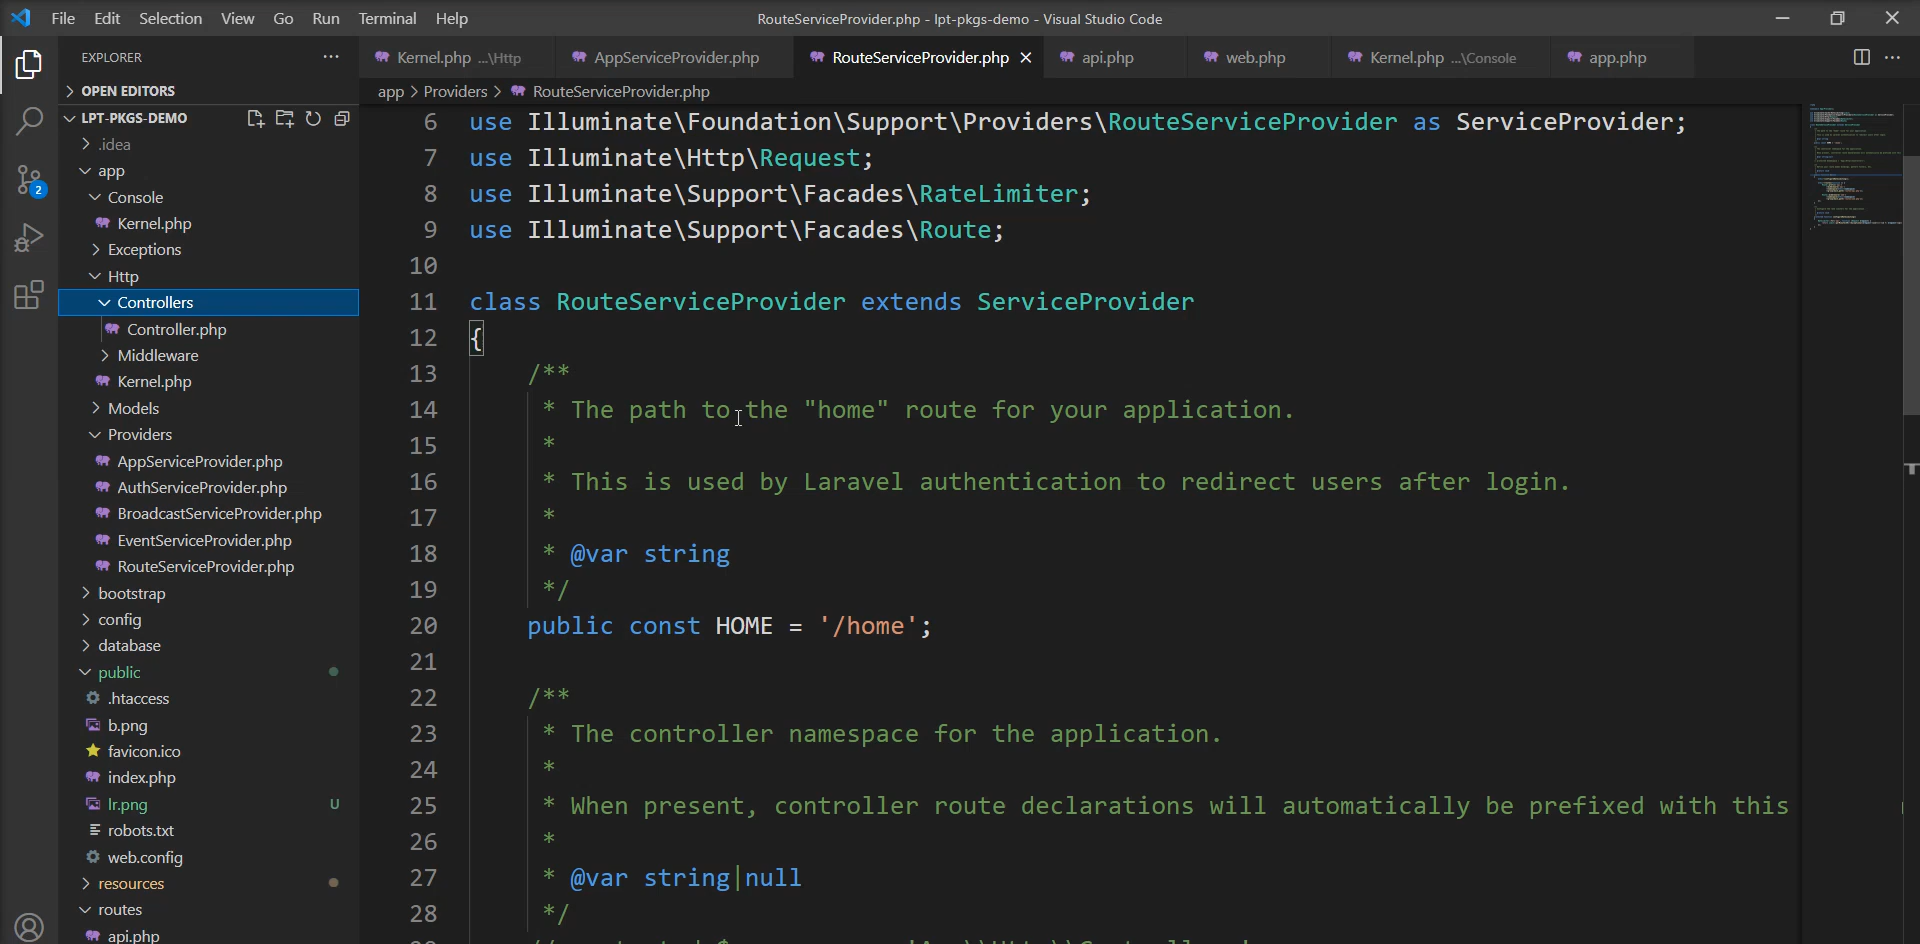 File Edit Selection View Go Run Terminal Help
RouteServiceProvider.php - lpt-pkgs-demo - Visual Studio Code
EXPLORER
Kernel.php ...\Http
AppServiceProvider.php
RouteServiceProvider.php
api.php
web.php
Kernel.php ...\Console
app.php
OPEN EDITORS
app > Providers > RouteServiceProvider.php
LPT-PKGS-DEMO
.idea
app
Console
Kernel.php
Exceptions
Http
Controllers
Controller.php
Middleware
Kernel.php
Models
Providers
AppServiceProvider.php
AuthServiceProvider.php
BroadcastServiceProvider.php
EventServiceProvider.php
RouteServiceProvider.php
bootstrap
config
database
public
.htaccess
b.png
favicon.ico
index.php
lr.png U
robots.txt
web.config
resources
routes
api.php
2
6 use Illuminate\Foundation\Support\Providers\RouteServiceProvider as ServiceProvider;
7 use Illuminate\Http\Request;
8 use Illuminate\Support\Facades\RateLimiter;
9 use Illuminate\Support\Facades\Route;
10
11 class RouteServiceProvider extends ServiceProvider
12 {
13 /**
14 * The path to the "home" route for your application.
15 *
16 * This is used by Laravel authentication to redirect users after login.
17 *
18 * @var string
19 */
20 public const HOME = '/home';
21
22 /**
23 * The controller namespace for the application.
24 *
25 * When present, controller route declarations will automatically be prefixed with this
26 *
27 * @var string|null
28 */